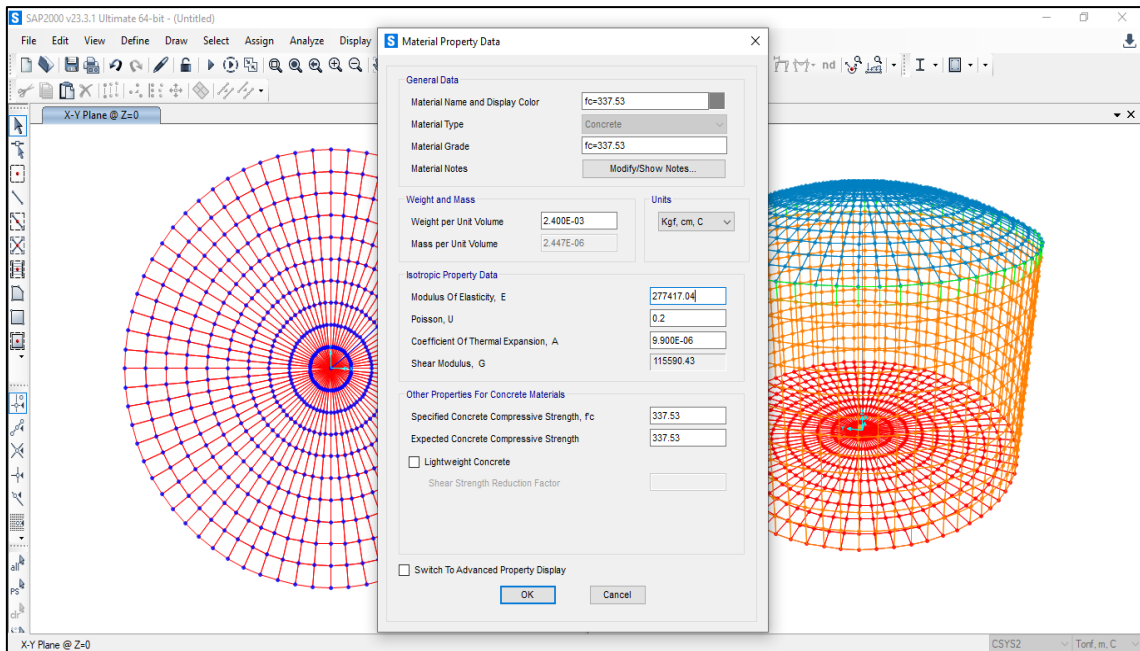 SAP2000 v23.3.1 Ultimate 64-bit - (Untitled)
File Edit View Define Draw Select Assign Analyze Display
nd
X-Y Plane @ Z=0
Material Property Data
General Data
Material Name and Display Color fc=337.53
Material Type Concrete
Material Grade fc=337.53
Material Notes Modify/Show Notes...
Weight and Mass Units
Weight per Unit Volume 2.400E-03 Kgf, cm, C
Mass per Unit Volume 2.447E-06
Isotropic Property Data
Modulus Of Elasticity, E 277417.04
Poisson, U 0.2
Coefficient Of Thermal Expansion, A 9.900E-06
Shear Modulus, G 115590.43
Other Properties For Concrete Materials
Specified Concrete Compressive Strength, f'c 337.53
Expected Concrete Compressive Strength 337.53
Lightweight Concrete
Shear Strength Reduction Factor
Switch To Advanced Property Display
OK Cancel
all
PS
clr
X-Y Plane @ Z=0 CSYS2 Tonf, m, C